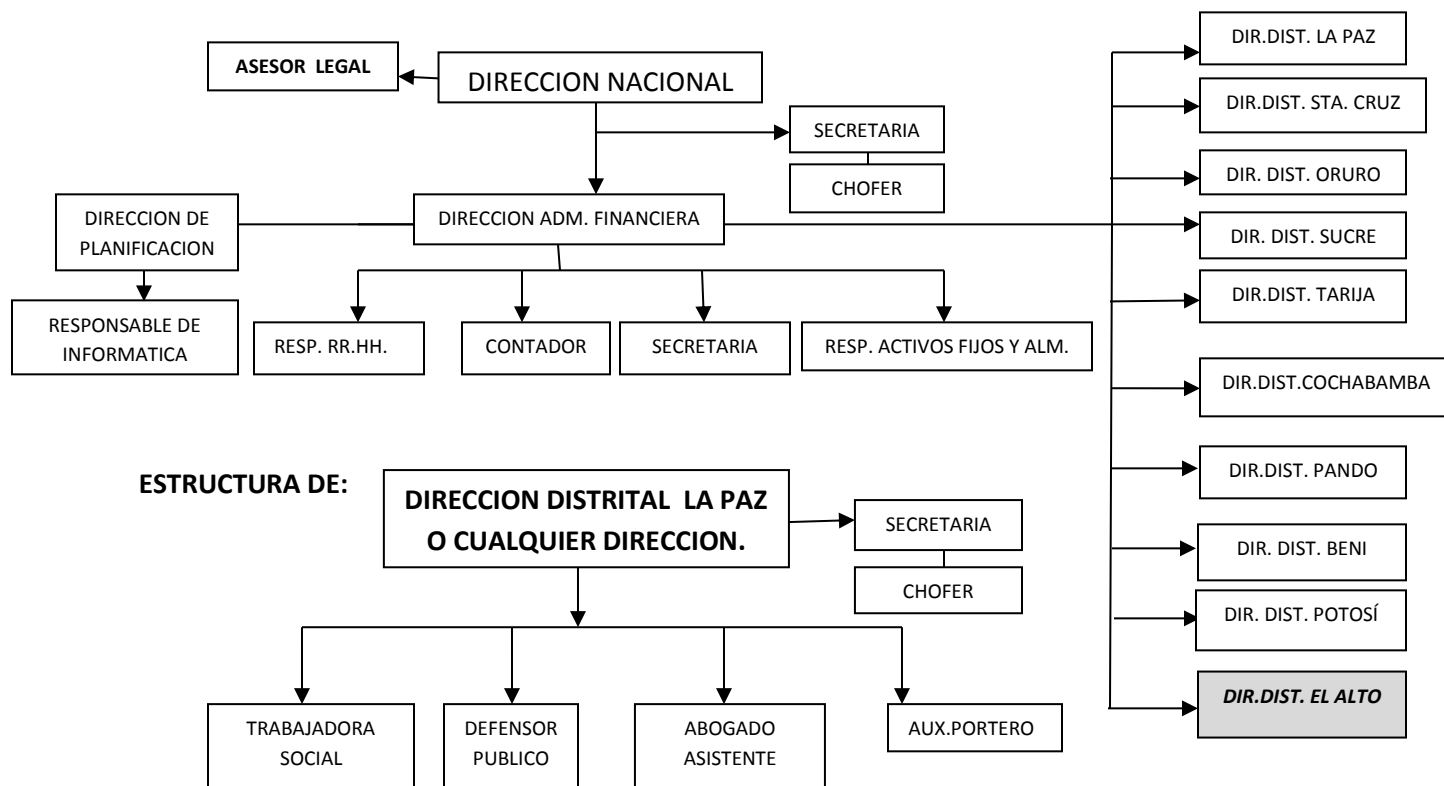 ASESOR LEGAL
DIRECCION NACIONAL
SECRETARIA
CHOFER
DIRECCION DE
PLANIFICACION
DIRECCION ADM. FINANCIERA
RESPONSABLE DE
INFORMATICA
RESP. RR.HH.
CONTADOR
SECRETARIA
RESP. ACTIVOS FIJOS Y ALM.
DIR.DIST. LA PAZ
DIR.DIST. STA. CRUZ
DIR. DIST. ORURO
DIR. DIST. SUCRE
DIR.DIST. TARIJA
DIR.DIST.COCHABAMBA
DIR.DIST. PANDO
DIR. DIST. BENI
DIR. DIST. POTOSÍ
DIR.DIST. EL ALTO
ESTRUCTURA DE:
DIRECCION DISTRITAL LA PAZ
O CUALQUIER DIRECCION.
SECRETARIA
CHOFER
TRABAJADORA
SOCIAL
DEFENSOR
PUBLICO
ABOGADO
ASISTENTE
AUX.PORTERO